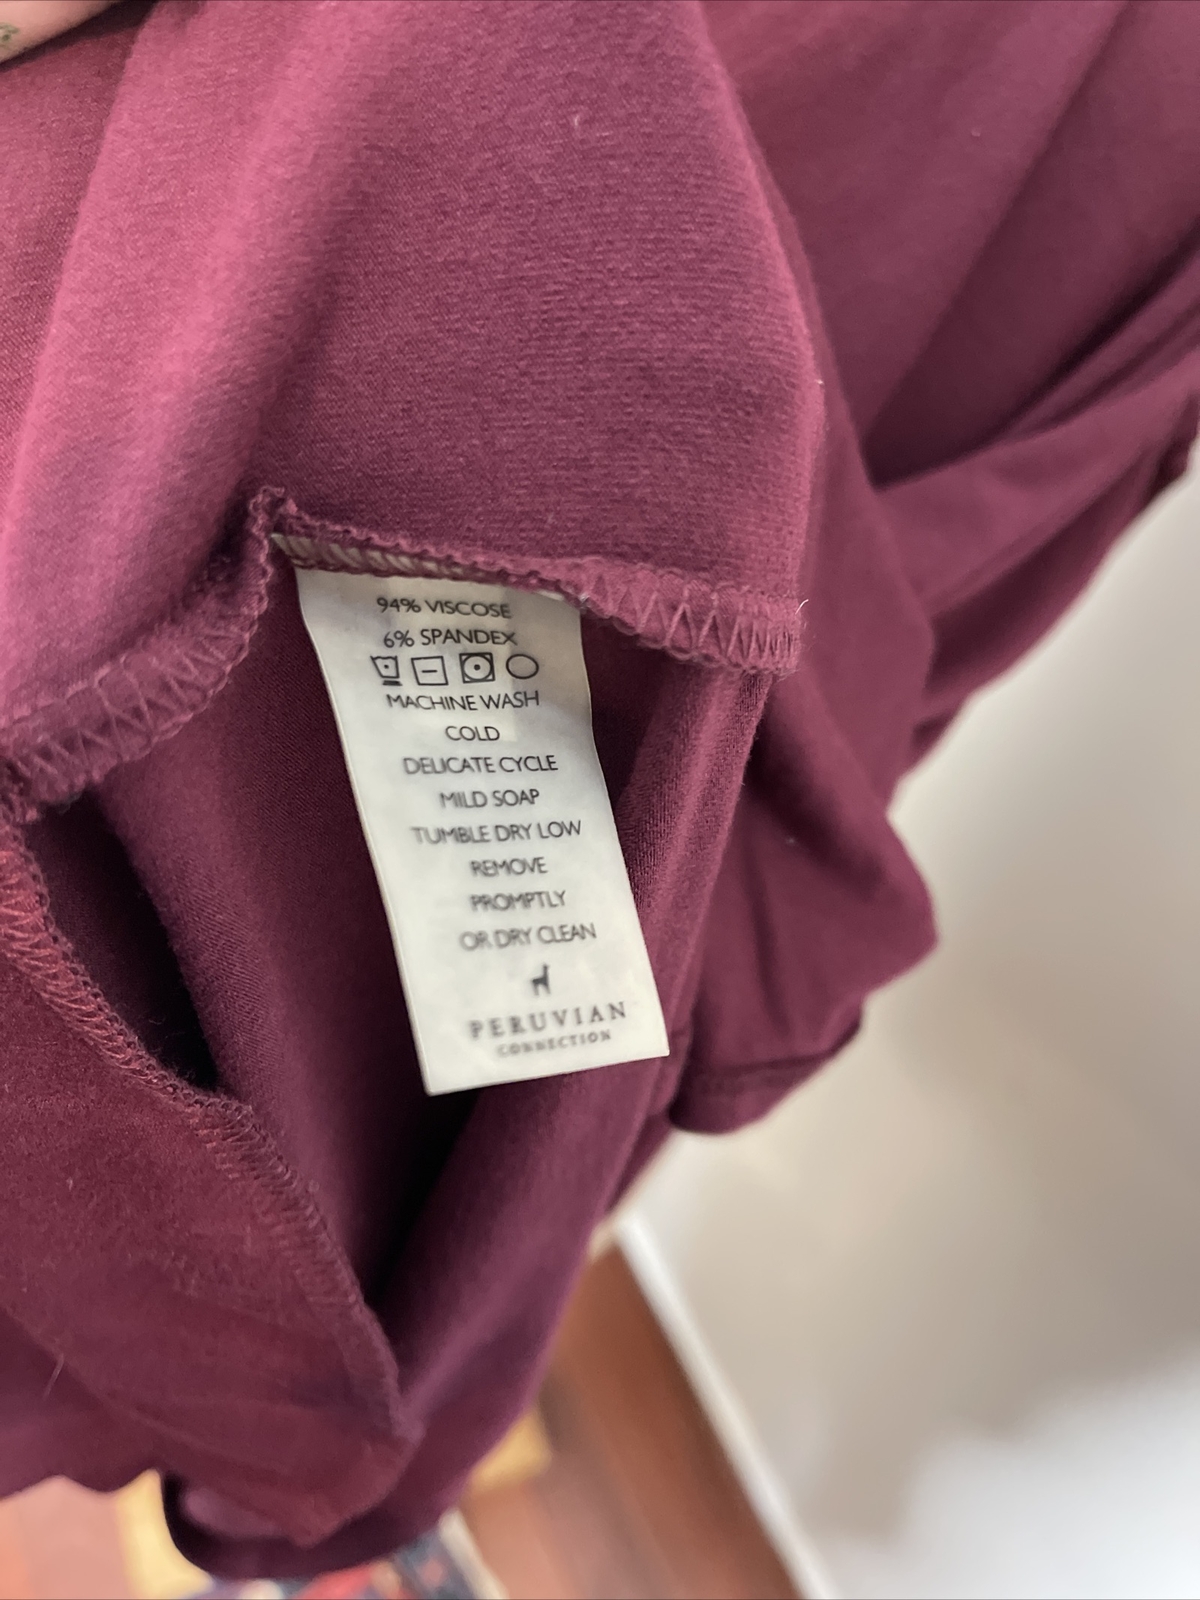 94% VISCOSE
6% SPANDEX
MACHINE WASH
COLD
DELICATE CYCLE
MILD SOAP
TUMBLE DRY LOW
REMOVE
PROMPTLY
OR DRY CLEAN
PERUVIAN
CONNECTION